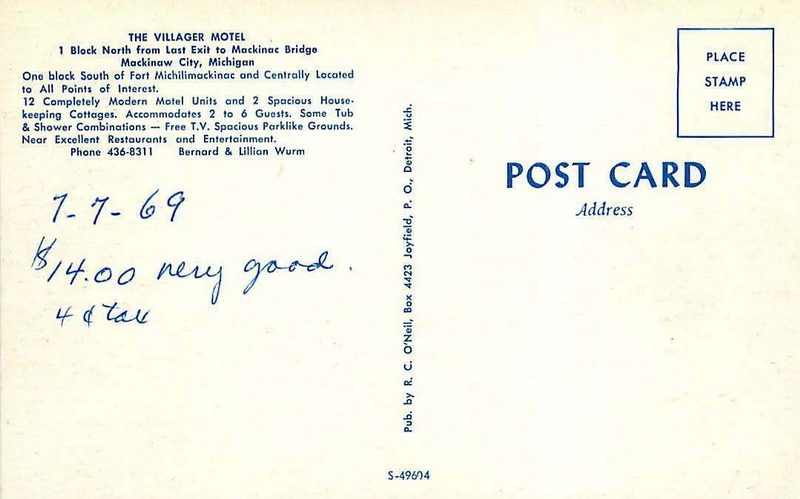 THE VILLAGER MOTEL
1 Block North from Last Exit to Mackinac Bridge
Mackinaw City, Michigan
One block South of Fort Michilimackinac and Centrally Located
to All Points of Interest.
12 Completely Modern Motel Units and 2 Spacious House-
keeping Cottages. Accommodates 2 to 6 Guests. Some Tub
& Shower Combinations — Free T.V. Spacious Parklike Grounds.
Near Excellent Restaurants and Entertainment.
Phone 436-8311 Bernard & Lillian Wurm
7-7-69
$14.00 very good.
4 ¢ tax
Pub. by R. C. O'Neil, Box 4423 Joyfield, P. O., Detroit, Mich.
S-49604
PLACE
STAMP
HERE
POST CARD
Address